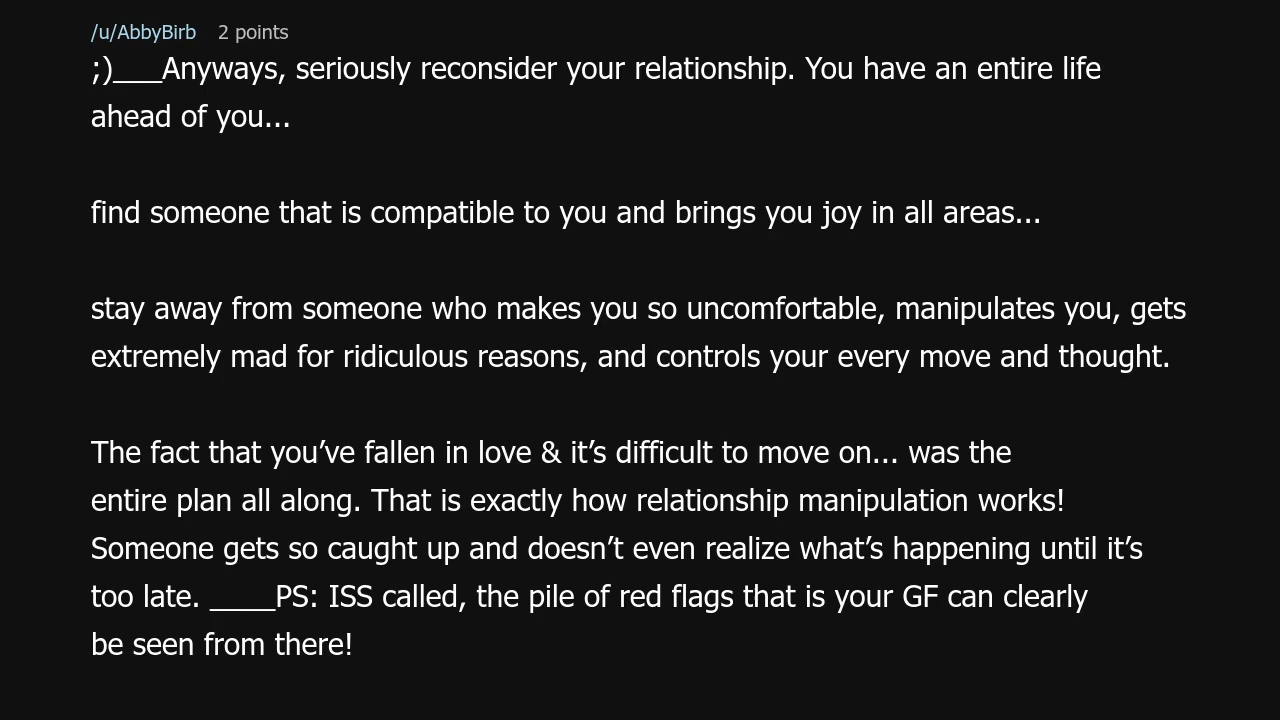 /u/AbbyBirb 2 points
;)___Anyways, seriously reconsider your relationship. You have an entire life
ahead of you...
find someone that is compatible to you and brings you joy in all areas...
stay away from someone who makes you so uncomfortable, manipulates you, gets
extremely mad for ridiculous reasons, and controls your every move and thought.
The fact that you’ve fallen in love & it’s difficult to move on... was the
entire plan all along. That is exactly how relationship manipulation works!
Someone gets so caught up and doesn’t even realize what’s happening until it’s
too late. ____PS: ISS called, the pile of red flags that is your GF can clearly
be seen from there!